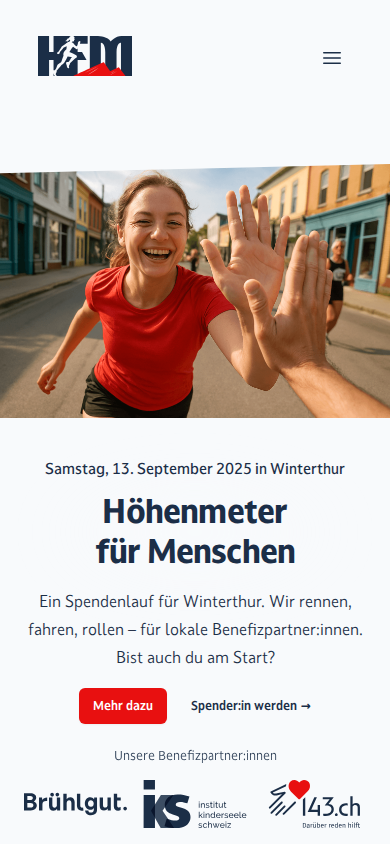 HFM
Samstag, 13. September 2025 in Winterthur
Höhenmeter
für Menschen
Ein Spendenlauf für Winterthur. Wir rennen,
fahren, rollen – für lokale Benefizpartner:innen.
Bist auch du am Start?
Mehr dazu
Spender:in werden →
Unsere Benefizpartner:innen
Brühlgut.
iks
institut
kinderseele
schweiz
143.ch
Darüber reden hilft